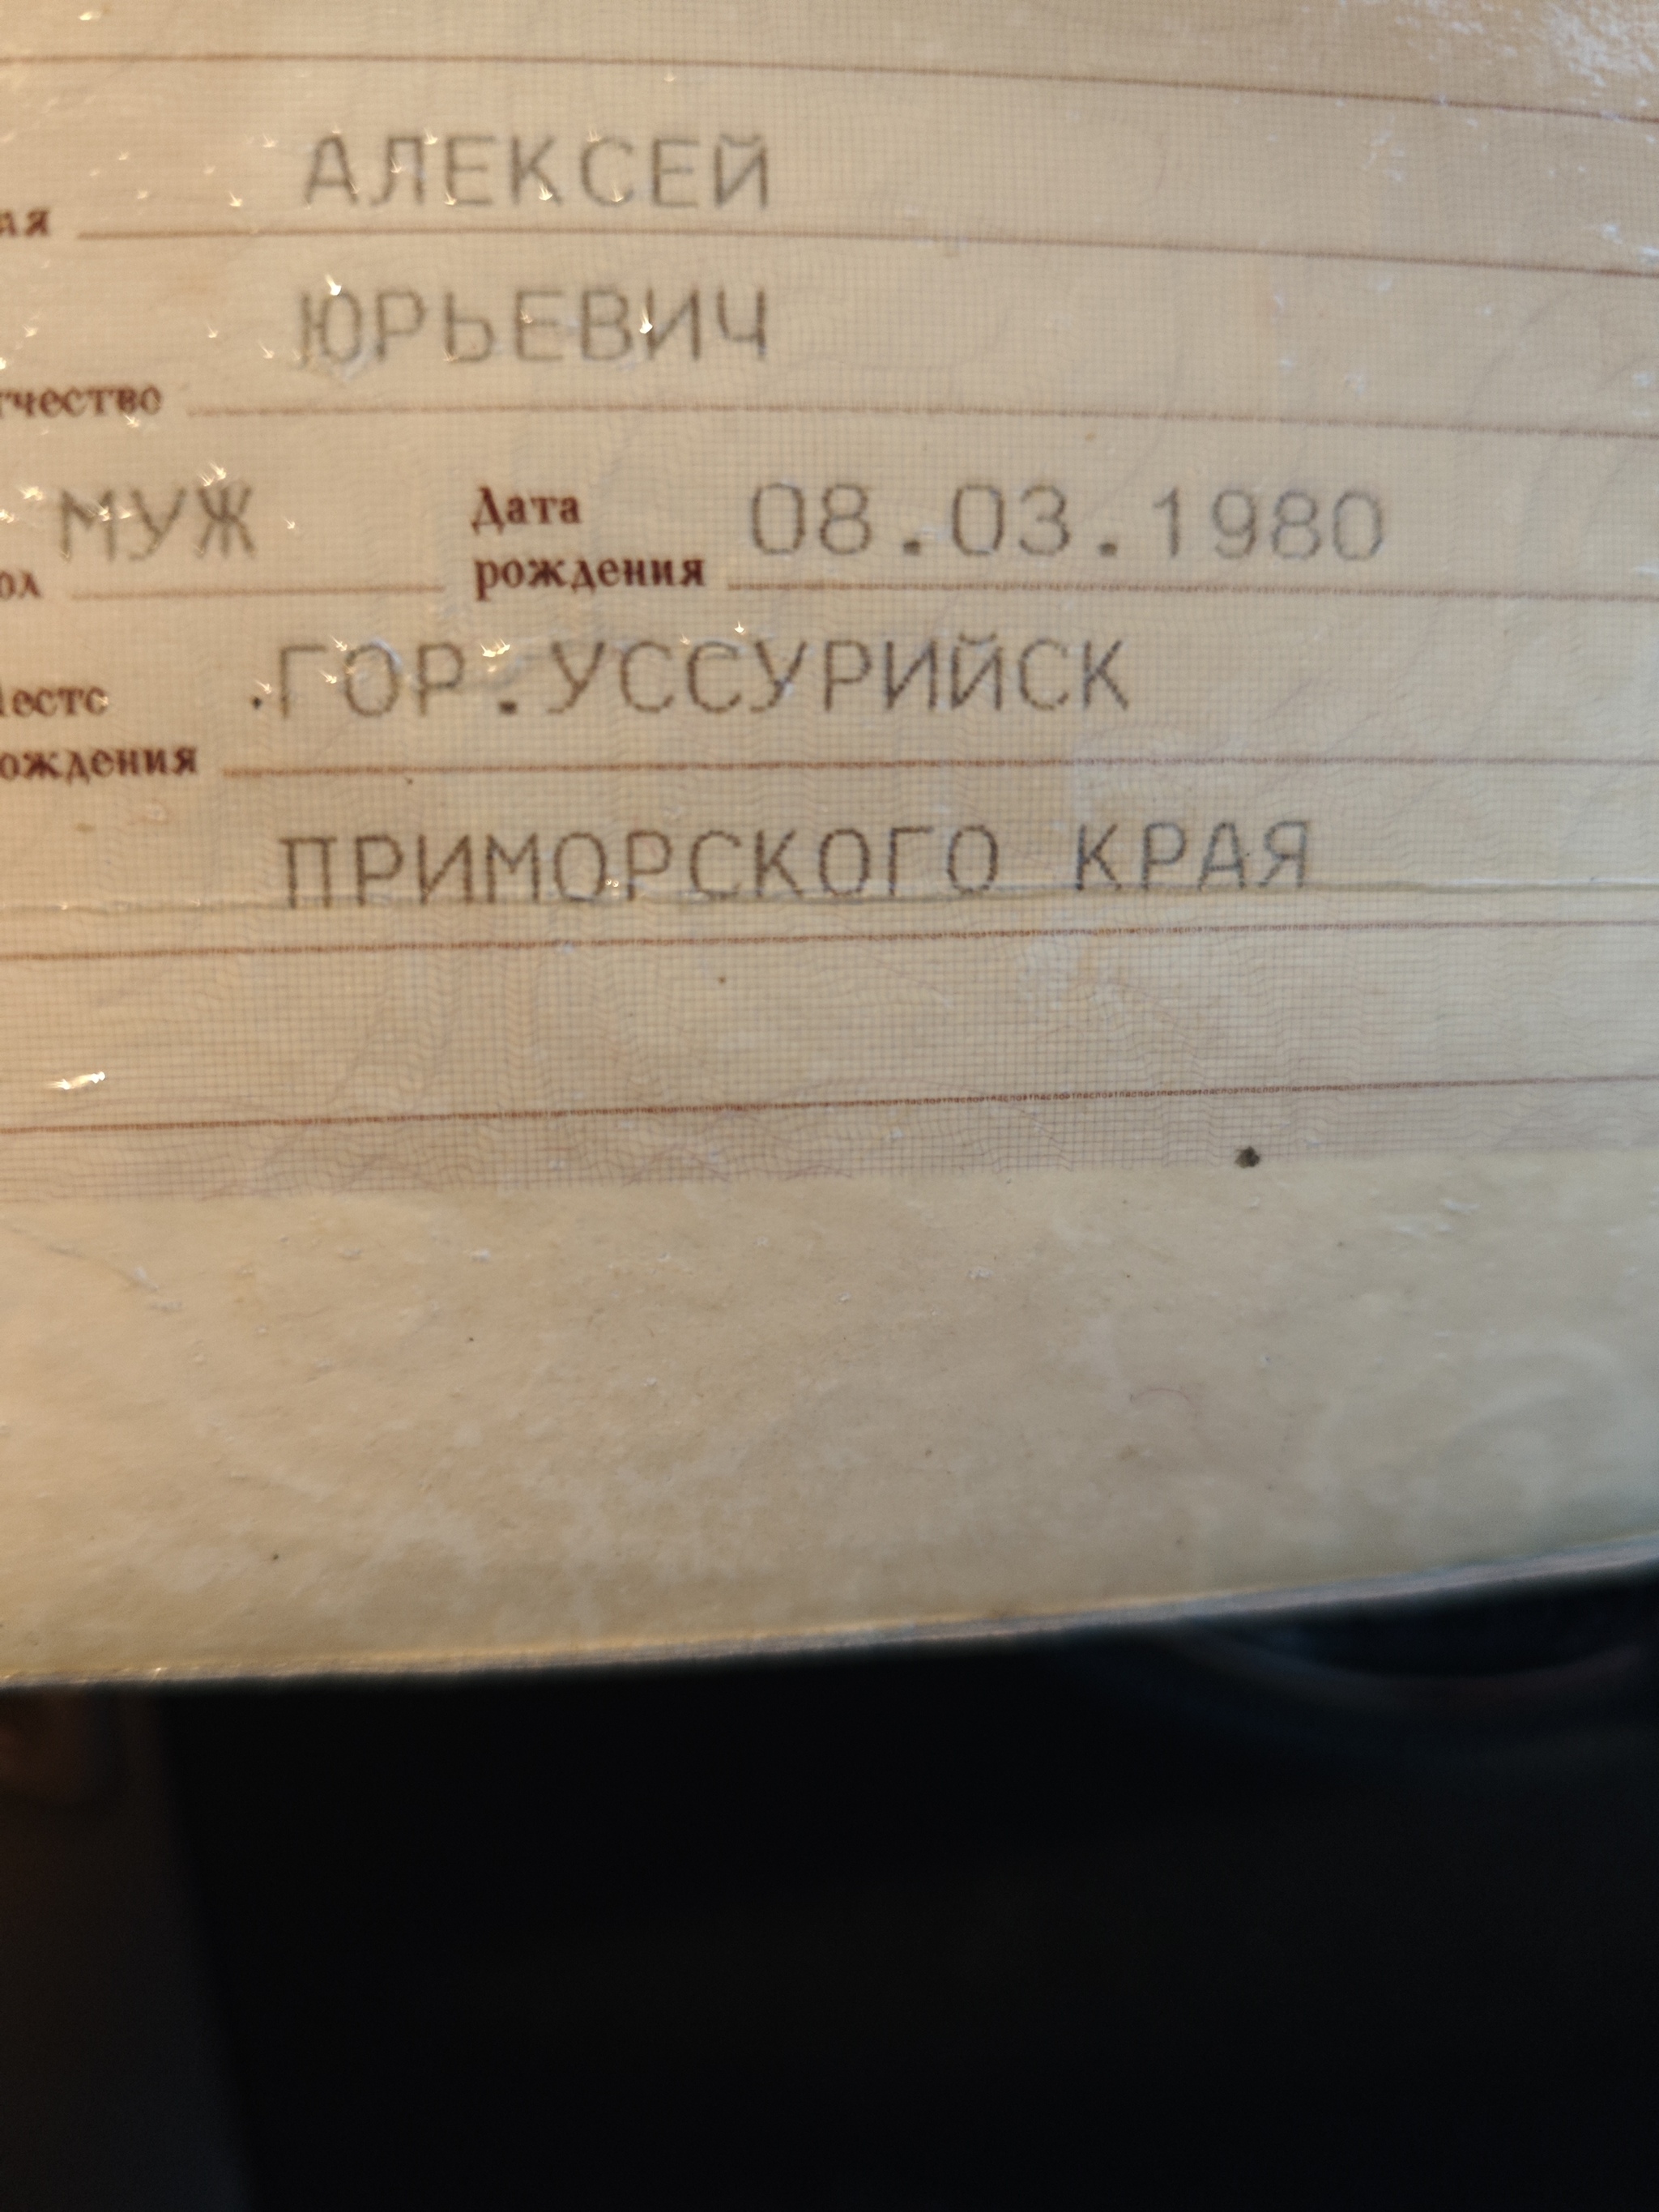 АЛЕКСЕЙ
ЮРЬЕВИЧ
МУЖ Дата рождения 08.03.1980
.ГОР.УССУРИЙСК
ПРИМОРСКОГО КРАЯ